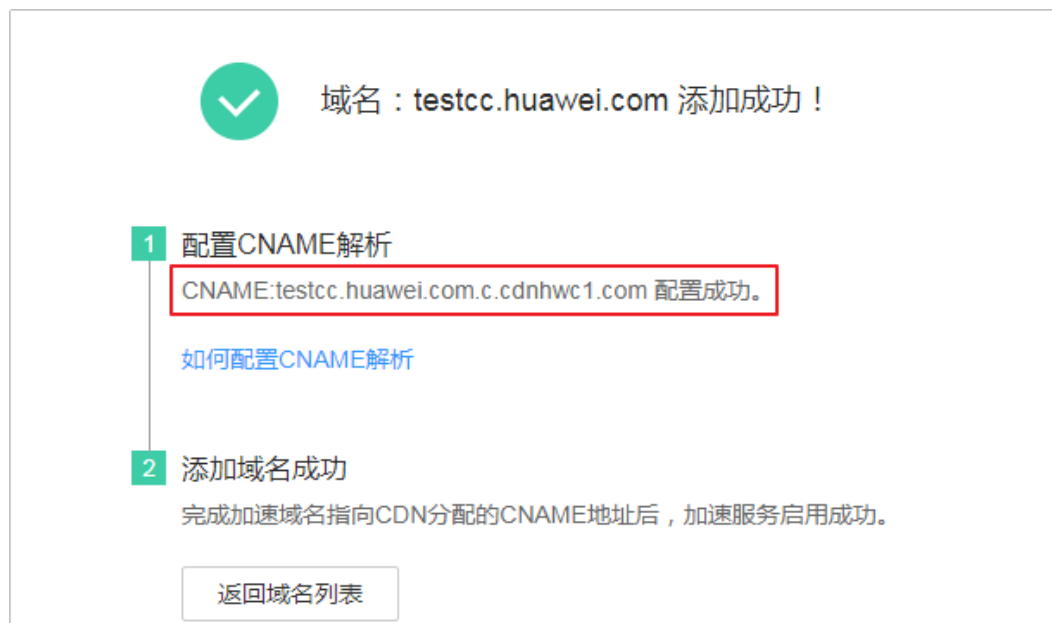 域名：testcc.huawei.com 添加成功！
1 配置CNAME解析
CNAME:testcc.huawei.com.c.cdnhwc1.com 配置成功。
如何配置CNAME解析
2 添加域名成功
完成加速域名指向CDN分配的CNAME地址后，加速服务启用成功。
返回域名列表